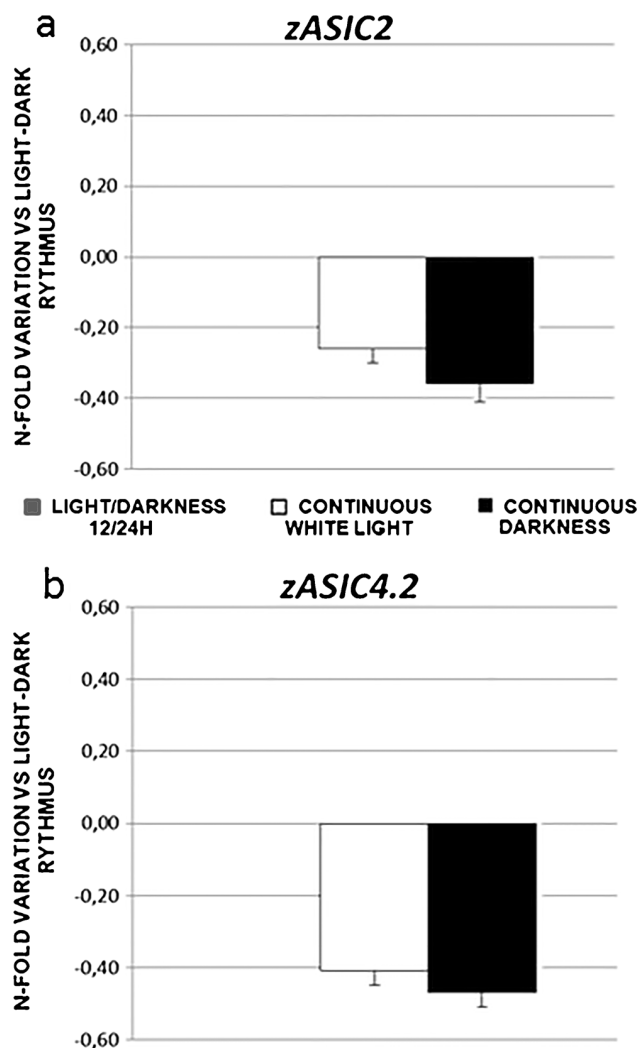 a
zASIC2
N-FOLD VARIATION VS LIGHT-DARK
RYTHMUS
0,60
0,40
0,20
0,00
-0,20
-0,40
-0,60
LIGHT/DARKNESS
12/24H
CONTINUOUS
WHITE LIGHT
CONTINUOUS
DARKNESS
b
zASIC4.2
N-FOLD VARIATION VS LIGHT-DARK
RYTHMUS
0,60
0,40
0,20
0,00
-0,20
-0,40
-0,60